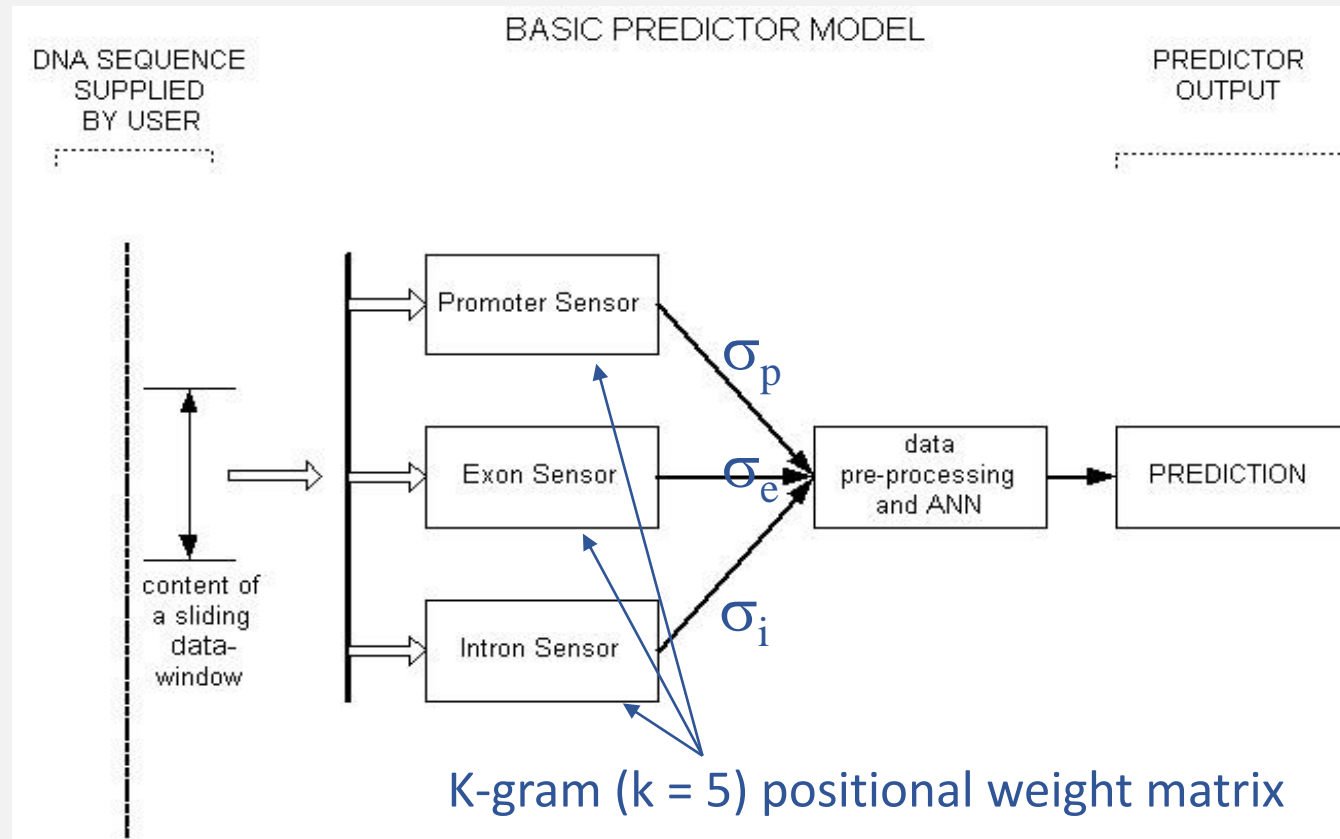 BASIC PREDICTOR MODEL
DNA SEQUENCE
SUPPLIED
BY USER
PREDICTOR
OUTPUT
Promoter Sensor
σp
Exon Sensor
σe
data
pre-processing
and ANN
PREDICTION
content of
a sliding
data-
window
Intron Sensor
σi
K-gram (k = 5) positional weight matrix